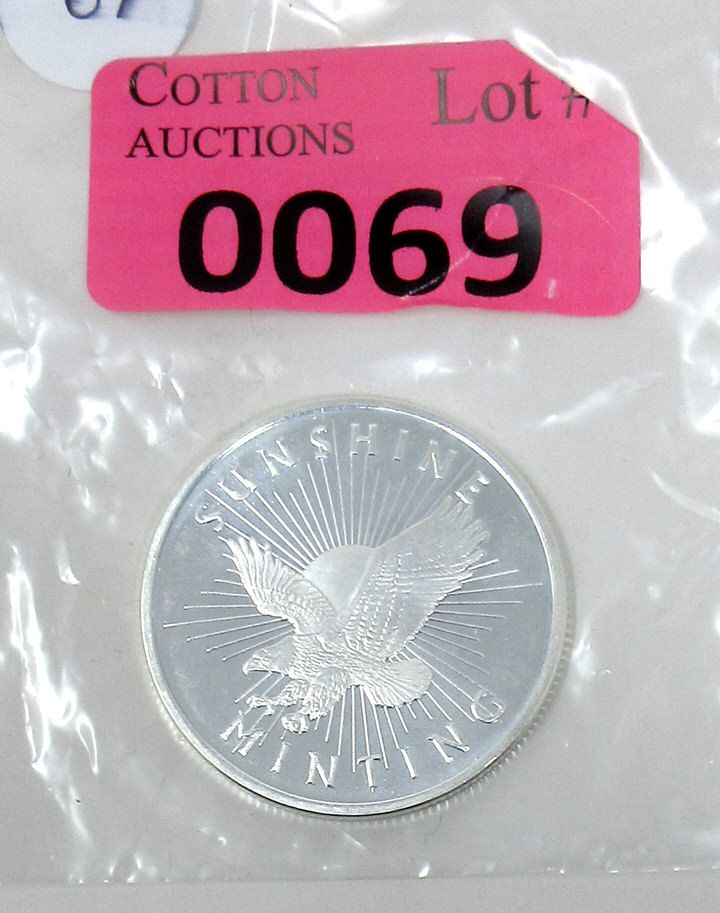 COTTON
AUCTIONS
Lot #
0069
SUNSHINE
MINTING